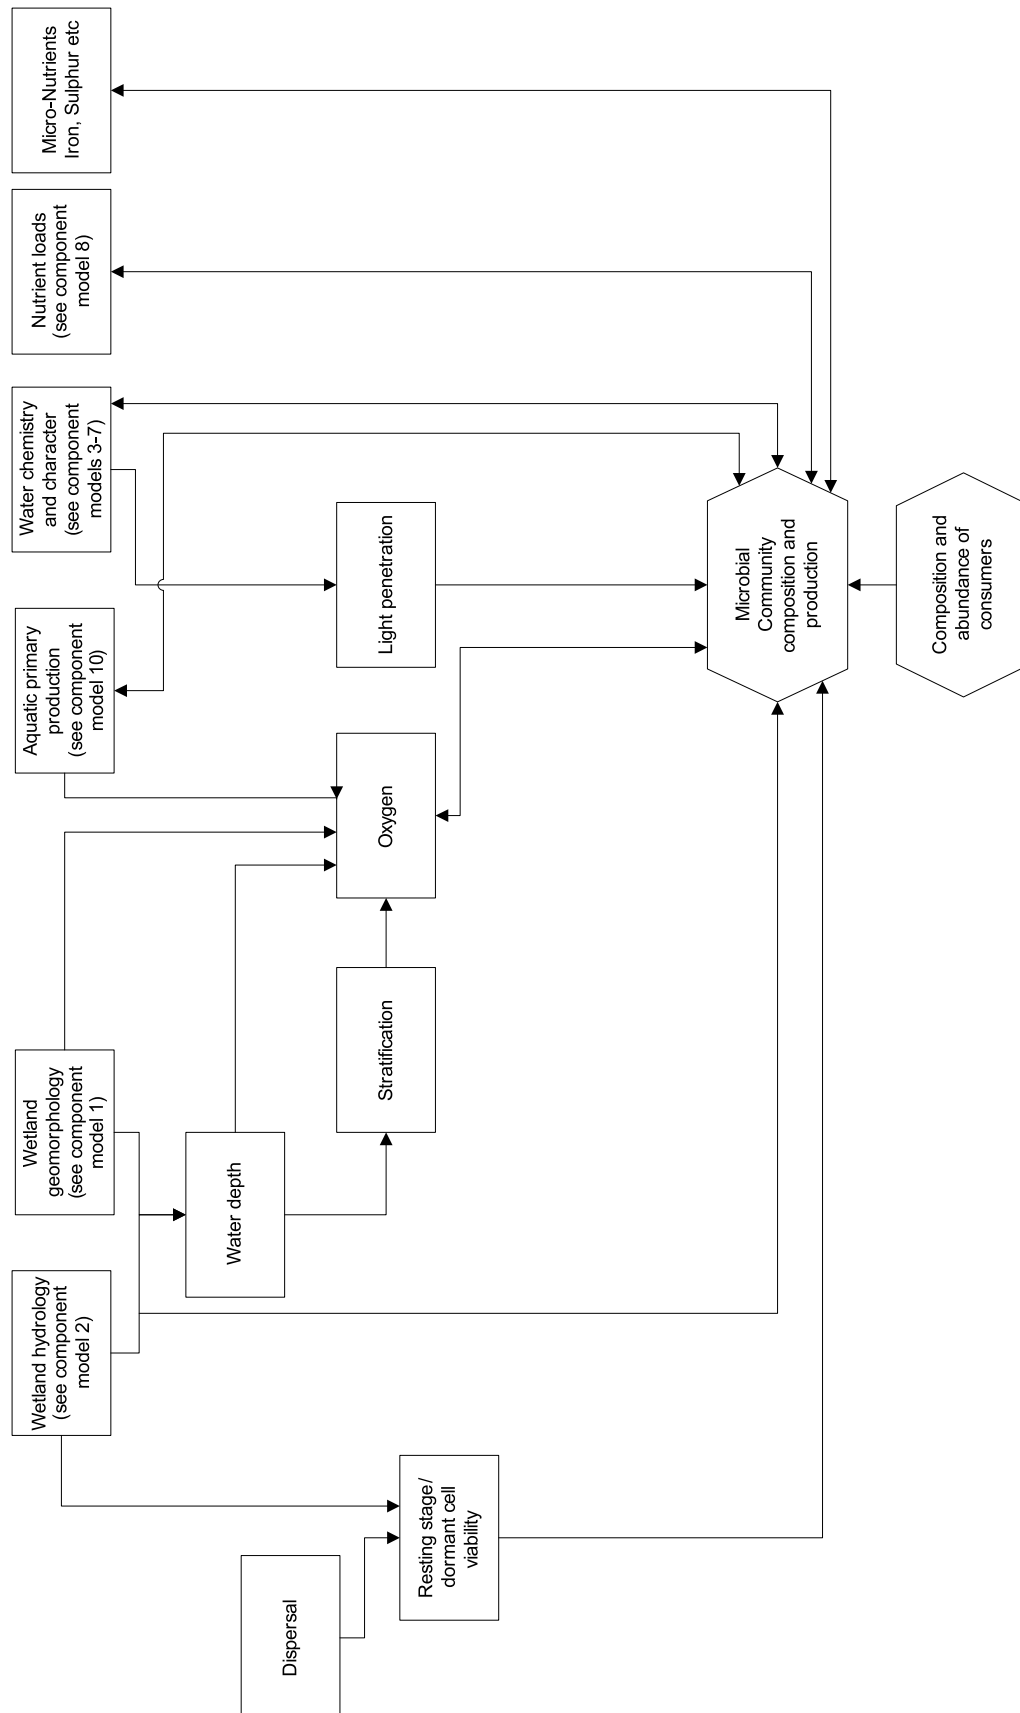 Micro-Nutrients
Iron, Sulphur etc
Nutrient loads
(see component
model 8)
Water chemistry
and character
(see component
models 3-7)
Aquatic primary
production
(see component
model 10)
Wetland
geomorphology
(see component
model 1)
Wetland hydrology
(see component
model 2)
Dispersal
Water depth
Light penetration
Oxygen
Stratification
Resting stage/
dormant cell
viability
Microbial
Community
composition and
production
Composition and
abundance of
consumers